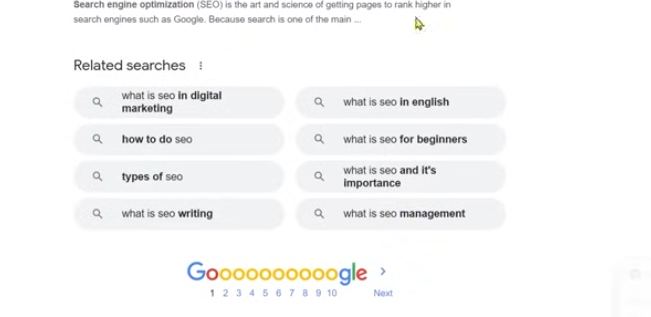 Search engine optimization (SEO) is the art and science of getting pages to rank higher in
search engines such as Google. Because search is one of the main ...
Related searches
what is seo in digital
marketing
what is seo in english
how to do seo
what is seo for beginners
types of seo
what is seo and it's
importance
what is seo writing
what is seo management
Goooooooooogle >
1 2 3 4 5 6 7 8 9 10 Next